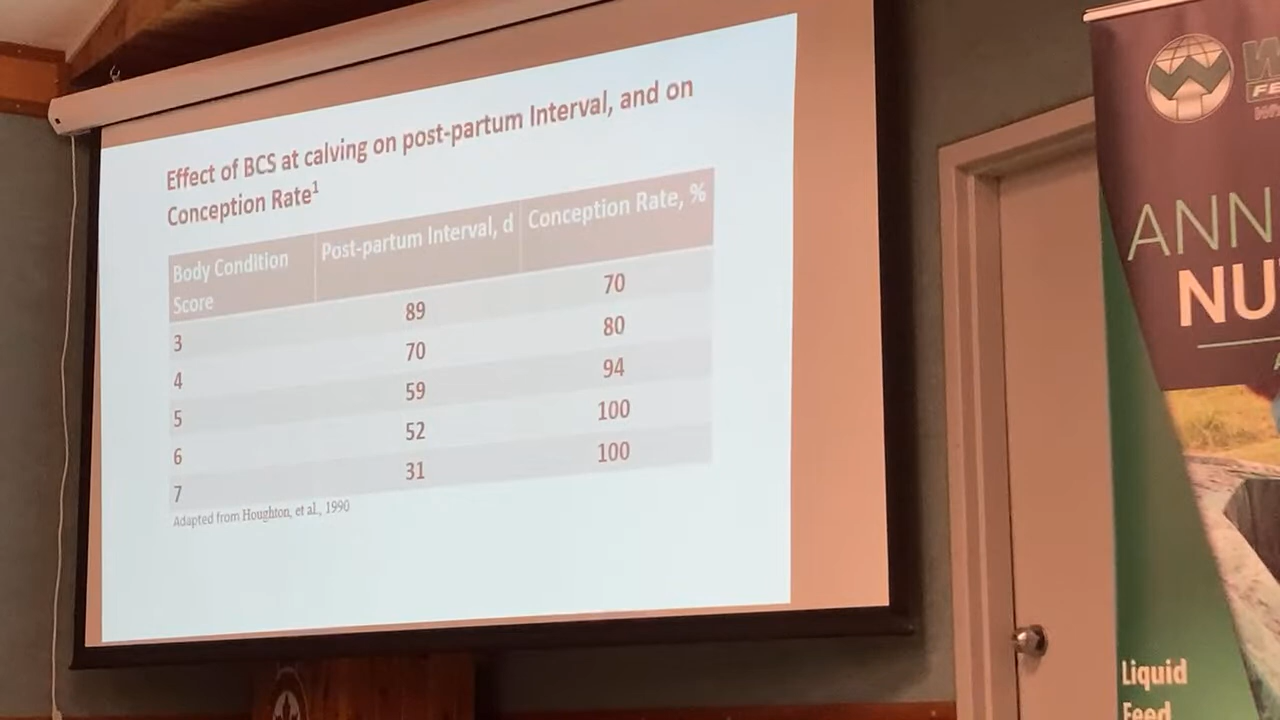 Effect of BCS at calving on post-partum Interval, and on
Conception Rate¹
Body Condition Score Post-partum Interval, d Conception Rate, %
3 89 70
4 70 80
5 59 94
6 52 100
7 31 100
Adapted from Houghton, et al., 1990
W
FE
ANN
NU
Liquid
Feed